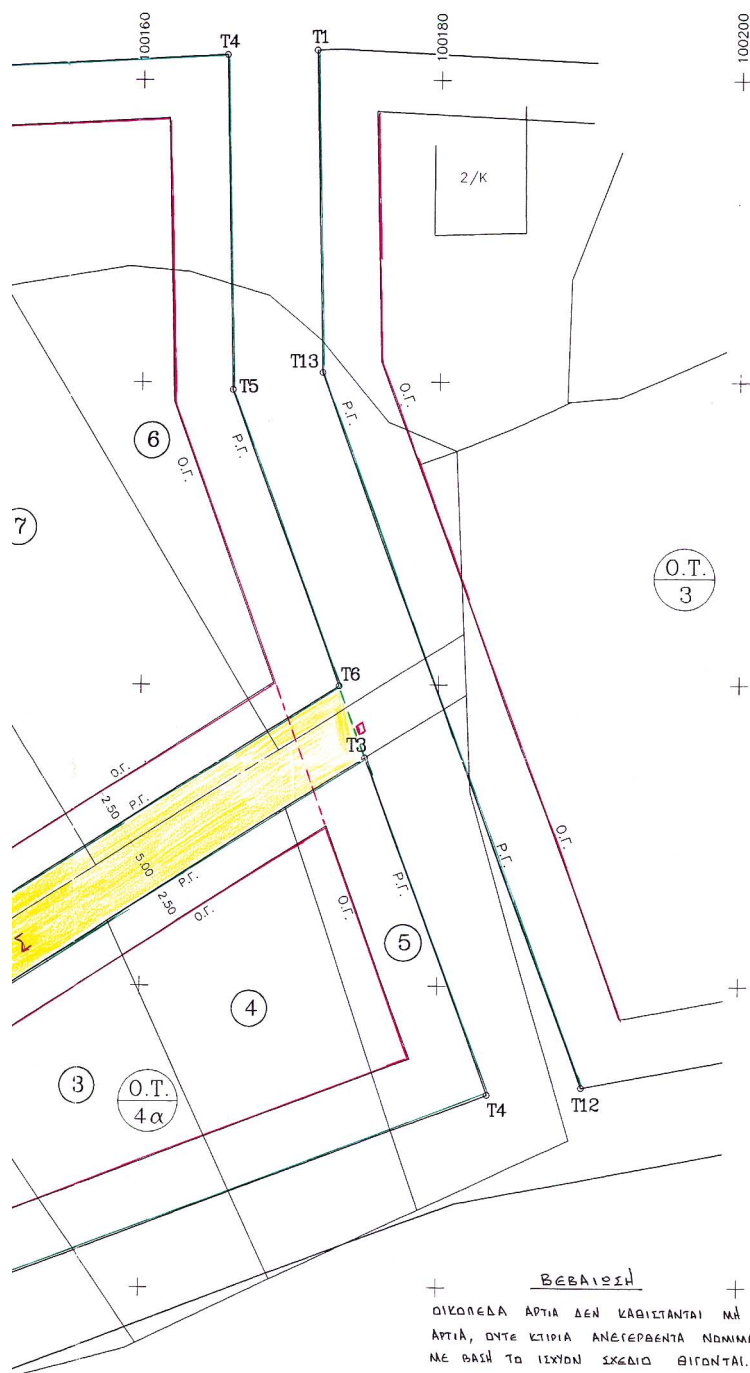 100160
100180
100200
T4
T1
2/K
T13
T5
Ο.Γ.
Ρ.Γ.
Ρ.Γ.
6
Ο.Γ.
7
Ο.Τ.
3
T6
T3
Ο.Γ.
2.50
Ρ.Γ.
5.00
Ρ.Γ.
2.50
Ο.Γ.
Ρ.Γ.
Ρ.Γ.
Ο.Γ.
Ο.Γ.
5
Σ
4
3
Ο.Τ.
4α
T4
T12
ΒΕΒΑΙΩΣΗ
ΟΙΚΟΠΕΔΑ ΑΡΤΙΑ ΔΕΝ ΚΑΘΙΣΤΑΝΤΑΙ ΜΗ
ΑΡΤΙΑ, ΟΥΤΕ ΚΤΙΡΙΑ ΑΝΕΓΕΡΘΕΝΤΑ ΝΟΜΙΜΑ
ΜΕ ΒΑΣΗ ΤΟ ΙΣΧΥΟΝ ΣΧΕΔΙΟ ΘΙΓΟΝΤΑΙ.